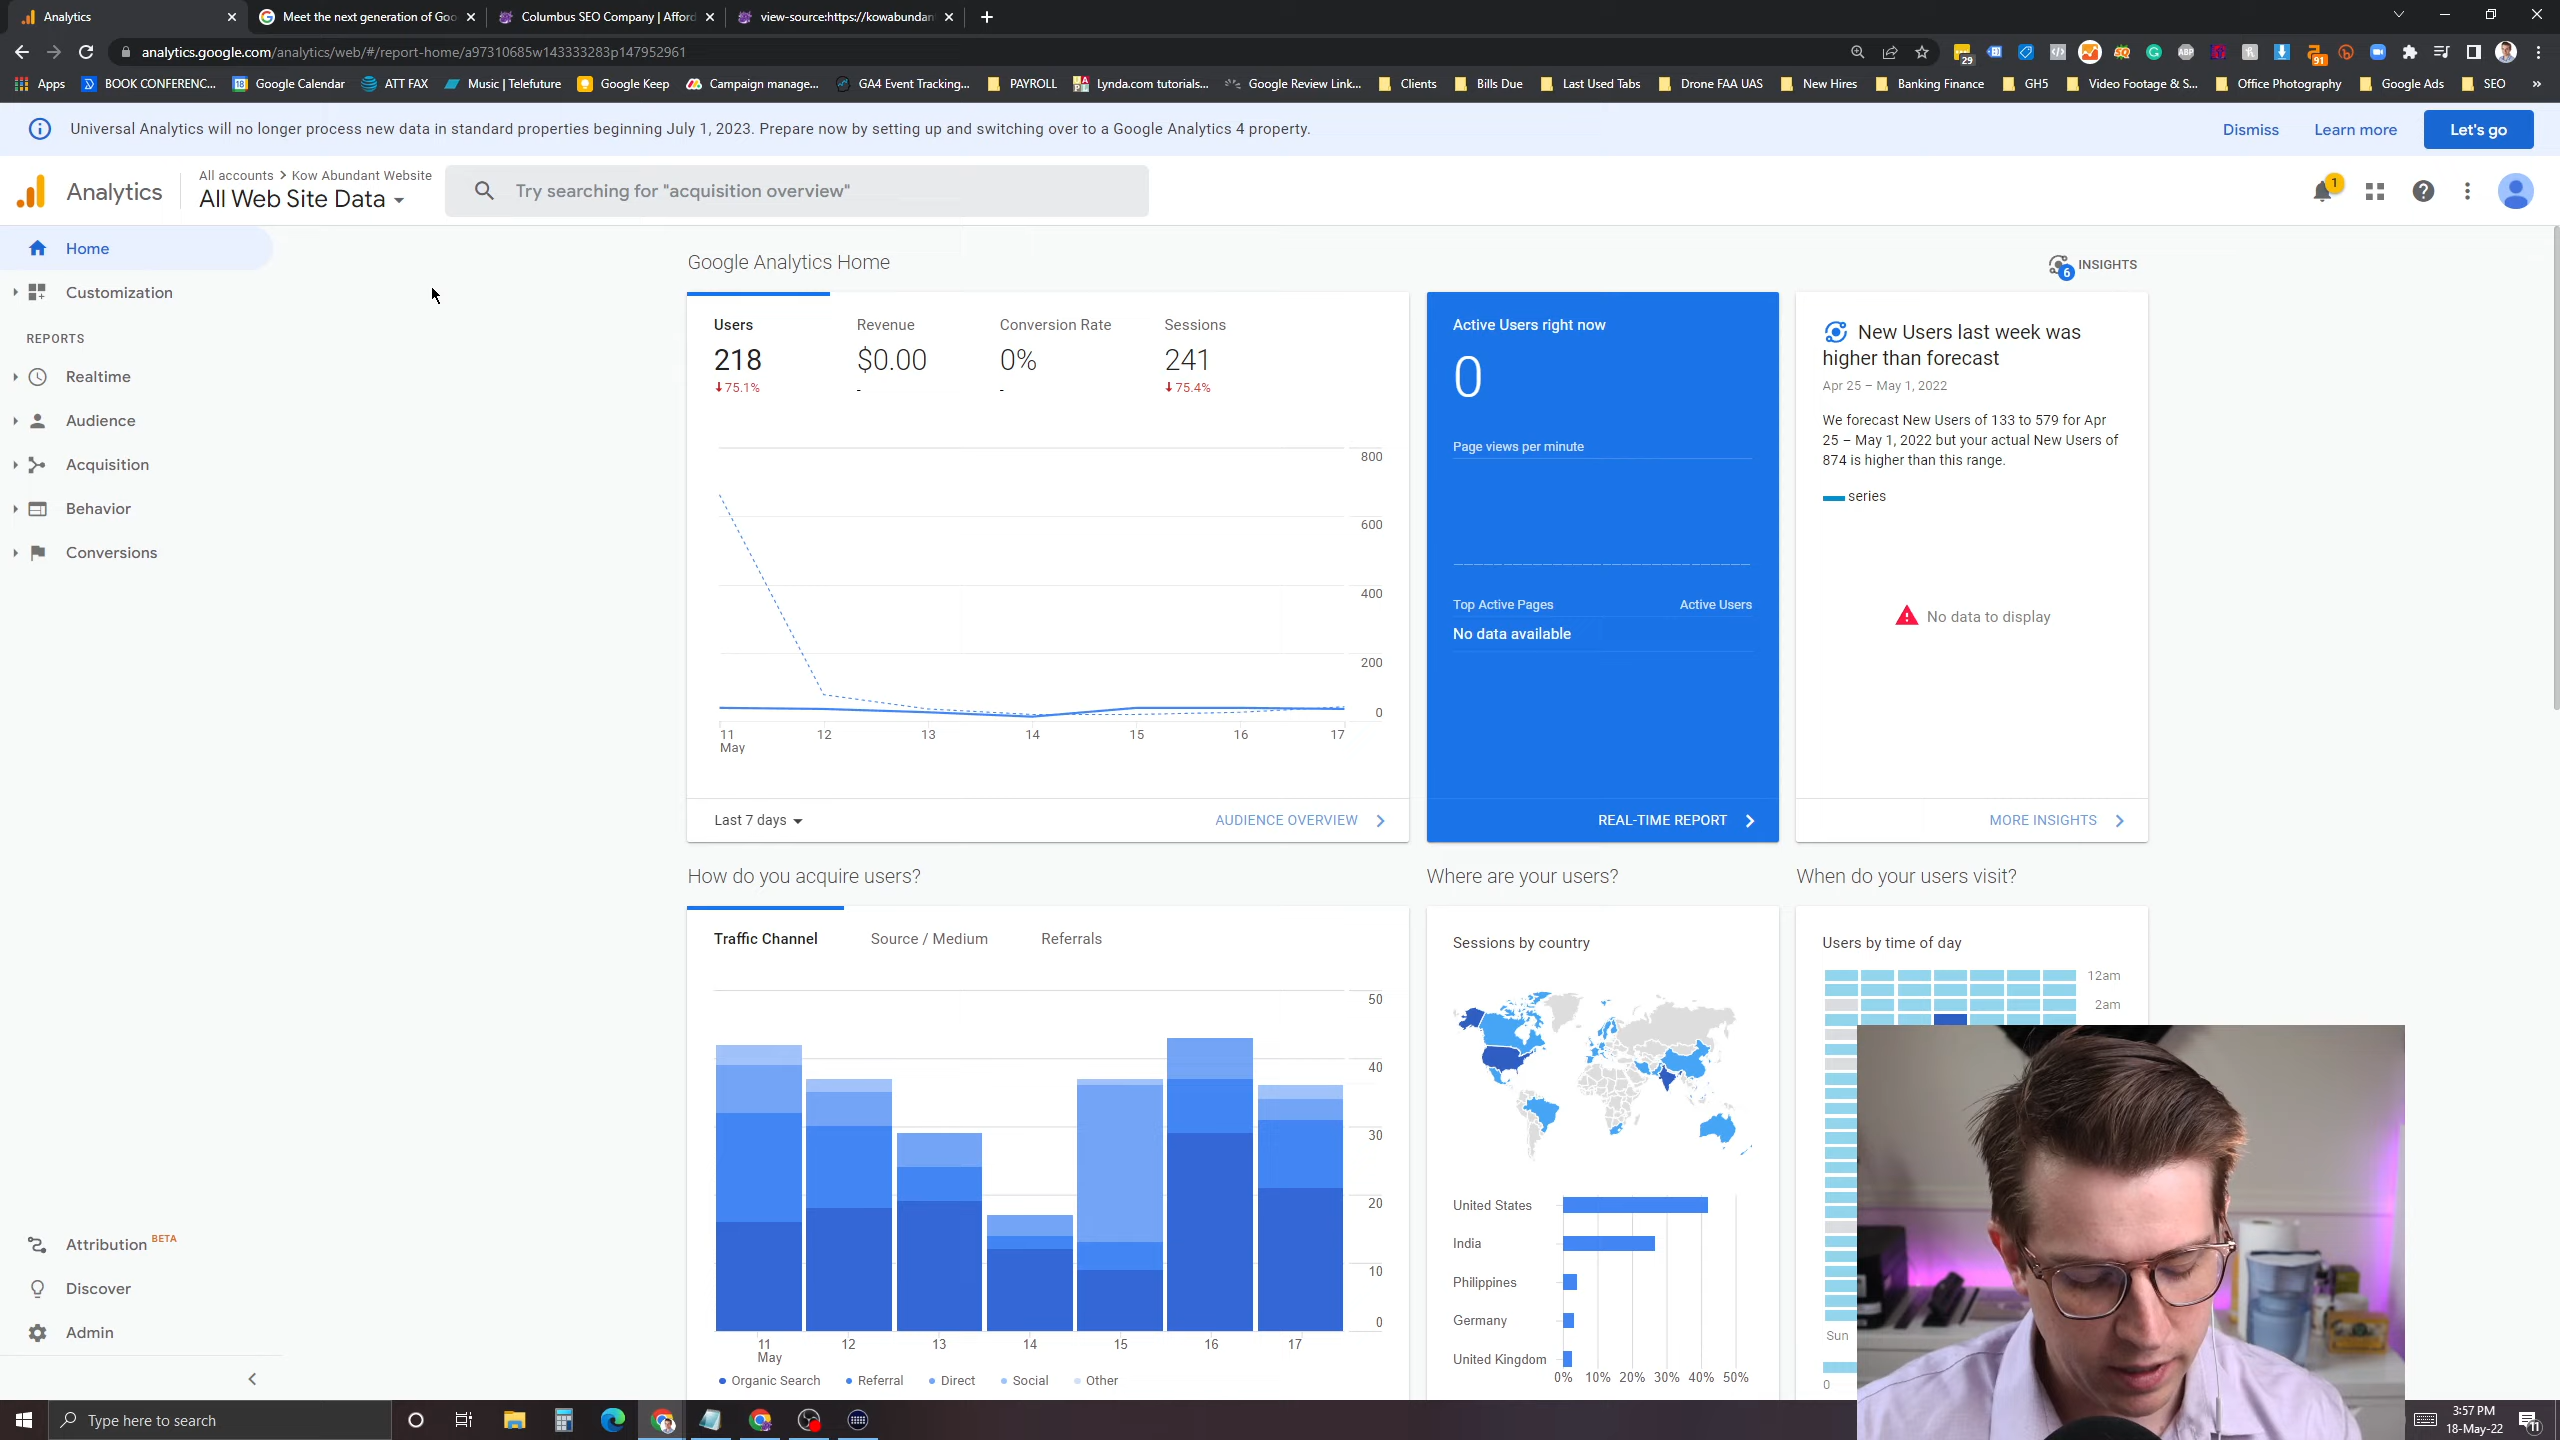 Analytics
Meet the next generation of Goo
Columbus SEO Company | Afford
view-source:https://kowabundant
analytics.google.com/analytics/web/#/report-home/a97310685w143333283p147952961
29
91
Apps
BOOK CONFERENC...
Google Calendar
ATT FAX
Music | Telefuture
Google Keep
Campaign manage...
GA4 Event Tracking...
PAYROLL
Lynda.com tutorials...
Google Review Link...
Clients
Bills Due
Last Used Tabs
Drone FAA UAS
New Hires
Banking Finance
GH5
Video Footage & S...
Office Photography
Google Ads
SEO
»
Universal Analytics will no longer process new data in standard properties beginning July 1, 2023. Prepare now by setting up and switching over to a Google Analytics 4 property.
Dismiss
Learn more
Let's go
Analytics
All accounts > Kow Abundant Website
All Web Site Data
Try searching for "acquisition overview"
1
Home
Customization
REPORTS
Realtime
Audience
Acquisition
Behavior
Conversions
Attribution BETA
Discover
Admin
Google Analytics Home
6
INSIGHTS
Users
218
75.1%
Revenue
$0.00
-
Conversion Rate
0%
-
Sessions
241
75.4%
800
600
400
200
0
11
May
12
13
14
15
16
17
Last 7 days
AUDIENCE OVERVIEW
Active Users right now
0
Page views per minute
Top Active Pages
Active Users
No data available
REAL-TIME REPORT
New Users last week was
higher than forecast
Apr 25 – May 1, 2022
We forecast New Users of 133 to 579 for Apr
25 – May 1, 2022 but your actual New Users of
874 is higher than this range.
series
No data to display
MORE INSIGHTS
How do you acquire users?
Traffic Channel
Source / Medium
Referrals
50
40
30
20
10
0
11
May
12
13
14
15
16
17
Organic Search
Referral
Direct
Social
Other
Where are your users?
Sessions by country
United States
India
Philippines
Germany
United Kingdom
0%
10%
20%
30%
40%
50%
When do your users visit?
Users by time of day
12am
2am
Sun
0
Type here to search
3:57 PM
18-May-22
11